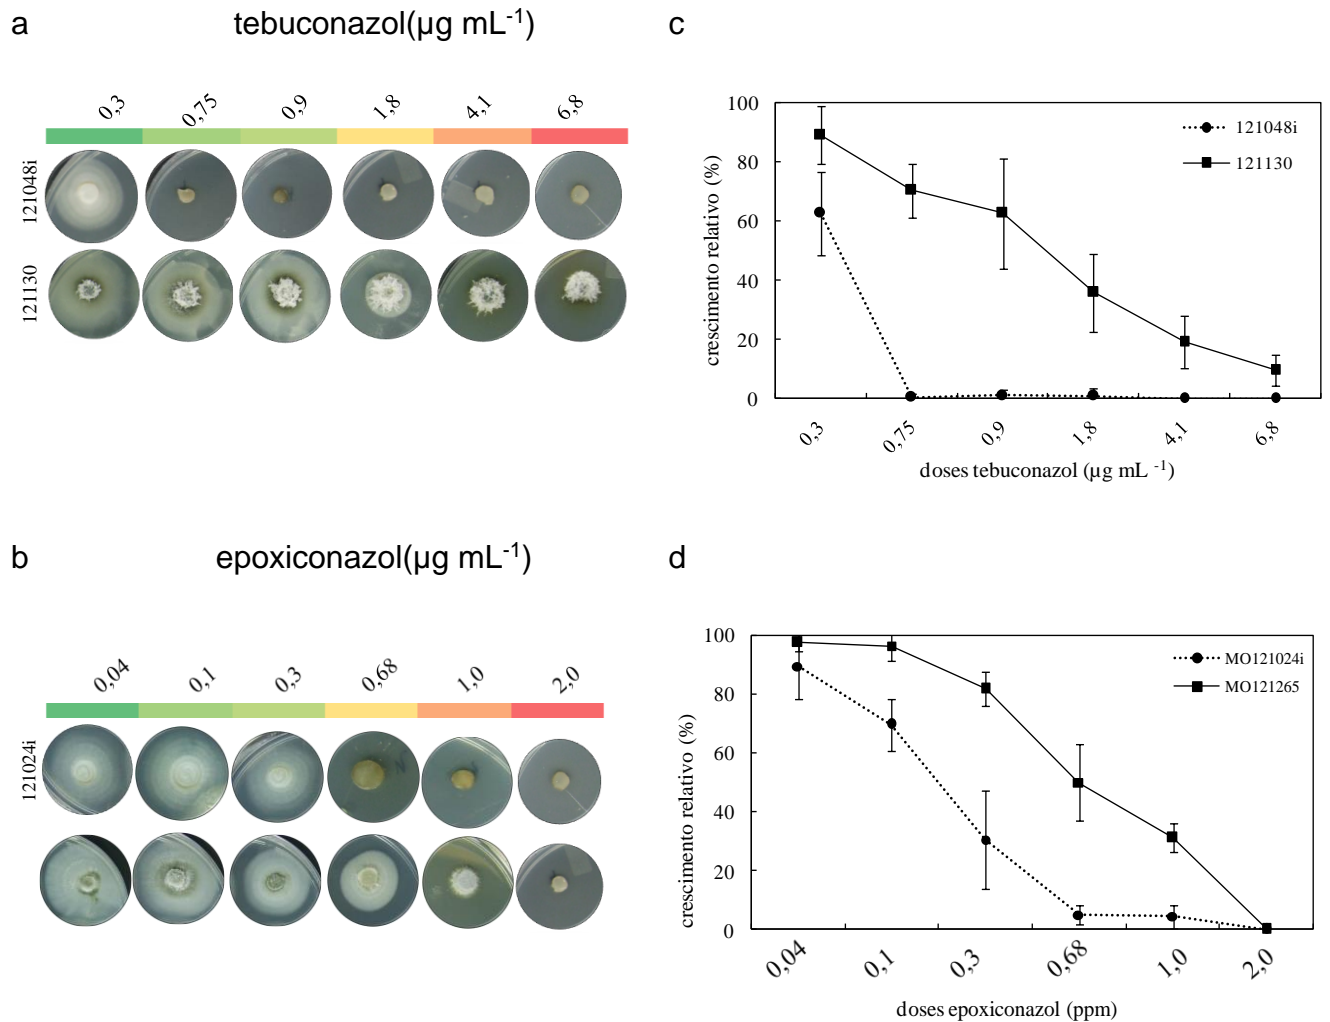 a
tebuconazol(µg mL-1)
0,3
0,75
0,9
1,8
4,1
6,8
121048i
121130
c
100
80
60
40
20
0
crescimento relativo (%)
121048i
121130
0,3
0,75
0,9
1,8
4,1
6,8
doses tebuconazol (µg mL -1)
b
epoxiconazol(µg mL-1)
0,04
0,1
0,3
0,68
1,0
2,0
121024i
d
100
80
60
40
20
0
crescimento relativo (%)
MO121024i
MO121265
0,04
0,1
0,3
0,68
1,0
2,0
doses epoxiconazol (ppm)